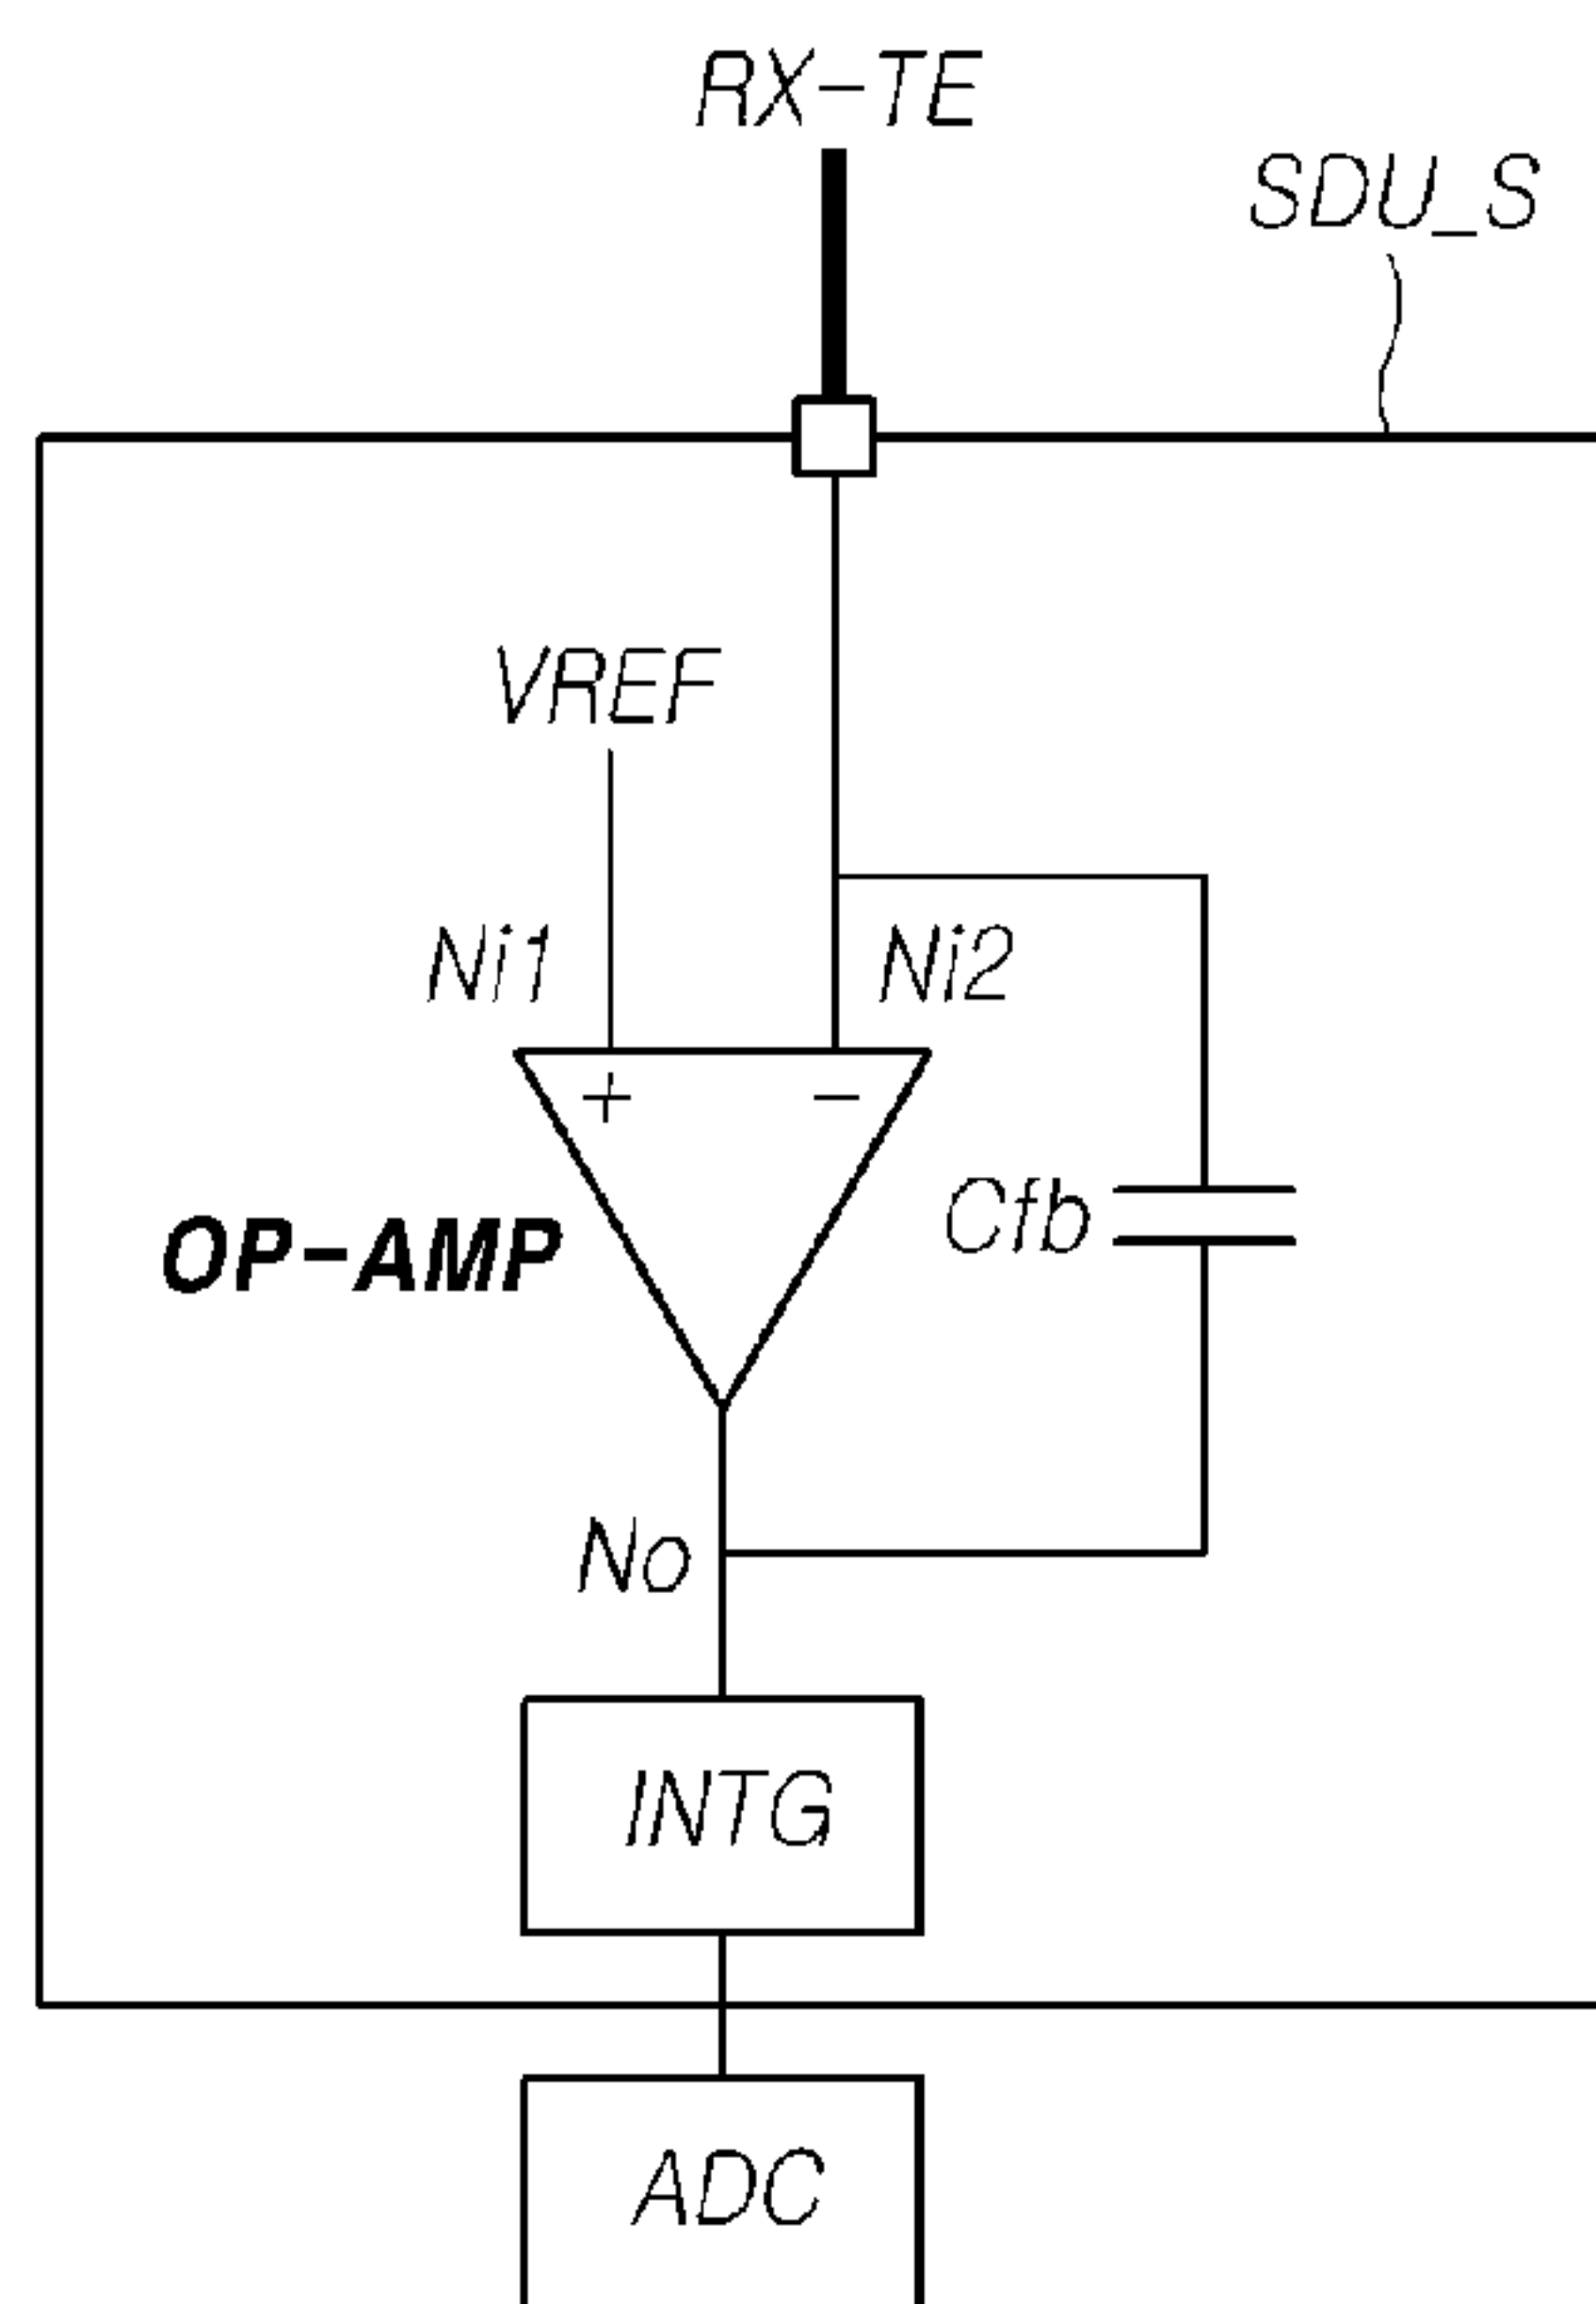 RX-TE
SDU_S
VREF
Ni1
Ni2
+
-
Cfb
OP-AMP
No
INTG
ADC